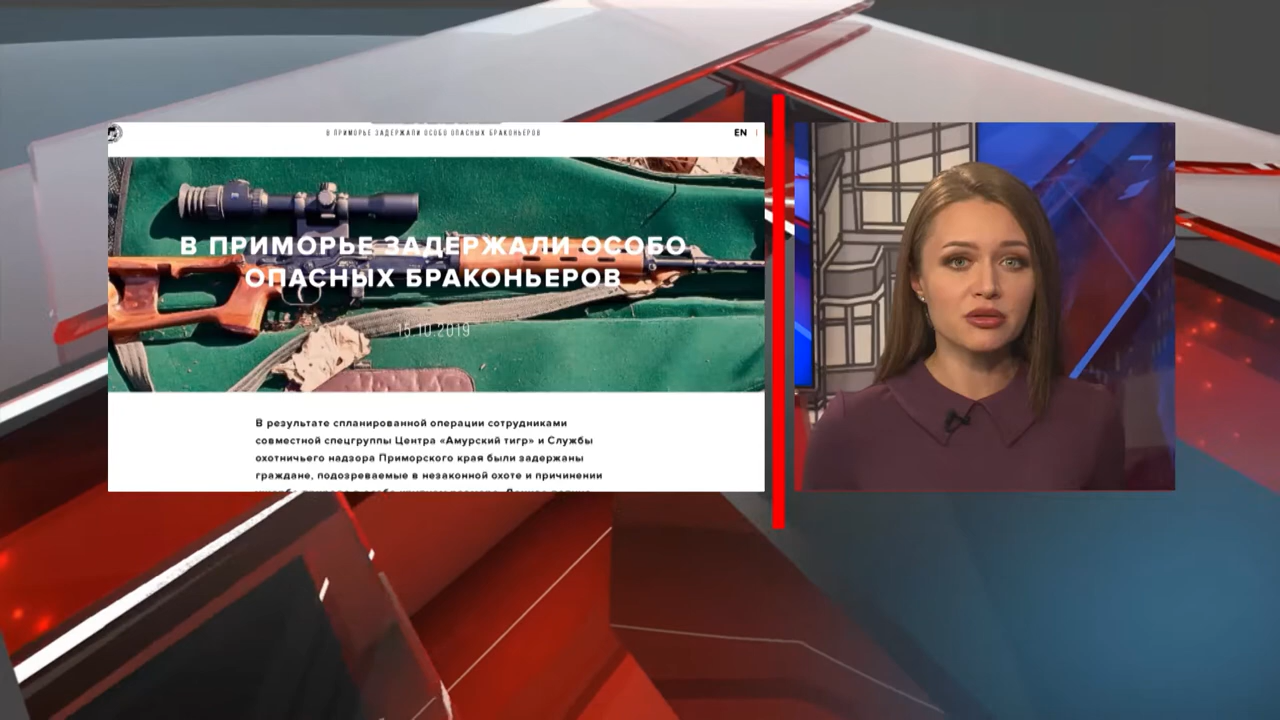 В ПРИМОРЬЕ ЗАДЕРЖАЛИ ОСОБО ОПАСНЫХ БРАКОНЬЕРОВ
EN
В ПРИМОРЬЕ ЗАДЕРЖАЛИ ОСОБО
ОПАСНЫХ БРАКОНЬЕРОВ
15.10.2019
В результате спланированной операции сотрудниками
совместной спецгруппы Центра «Амурский тигр» и Службы
охотничьего надзора Приморского края были задержаны
граждане, подозреваемые в незаконной охоте и причинении